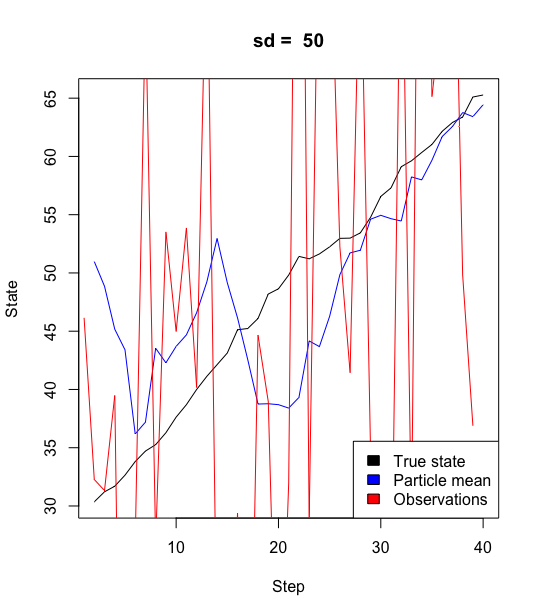 sd = 50
State
65
60
55
50
45
40
35
30
True state
Particle mean
Observations
10
20
30
40
Step